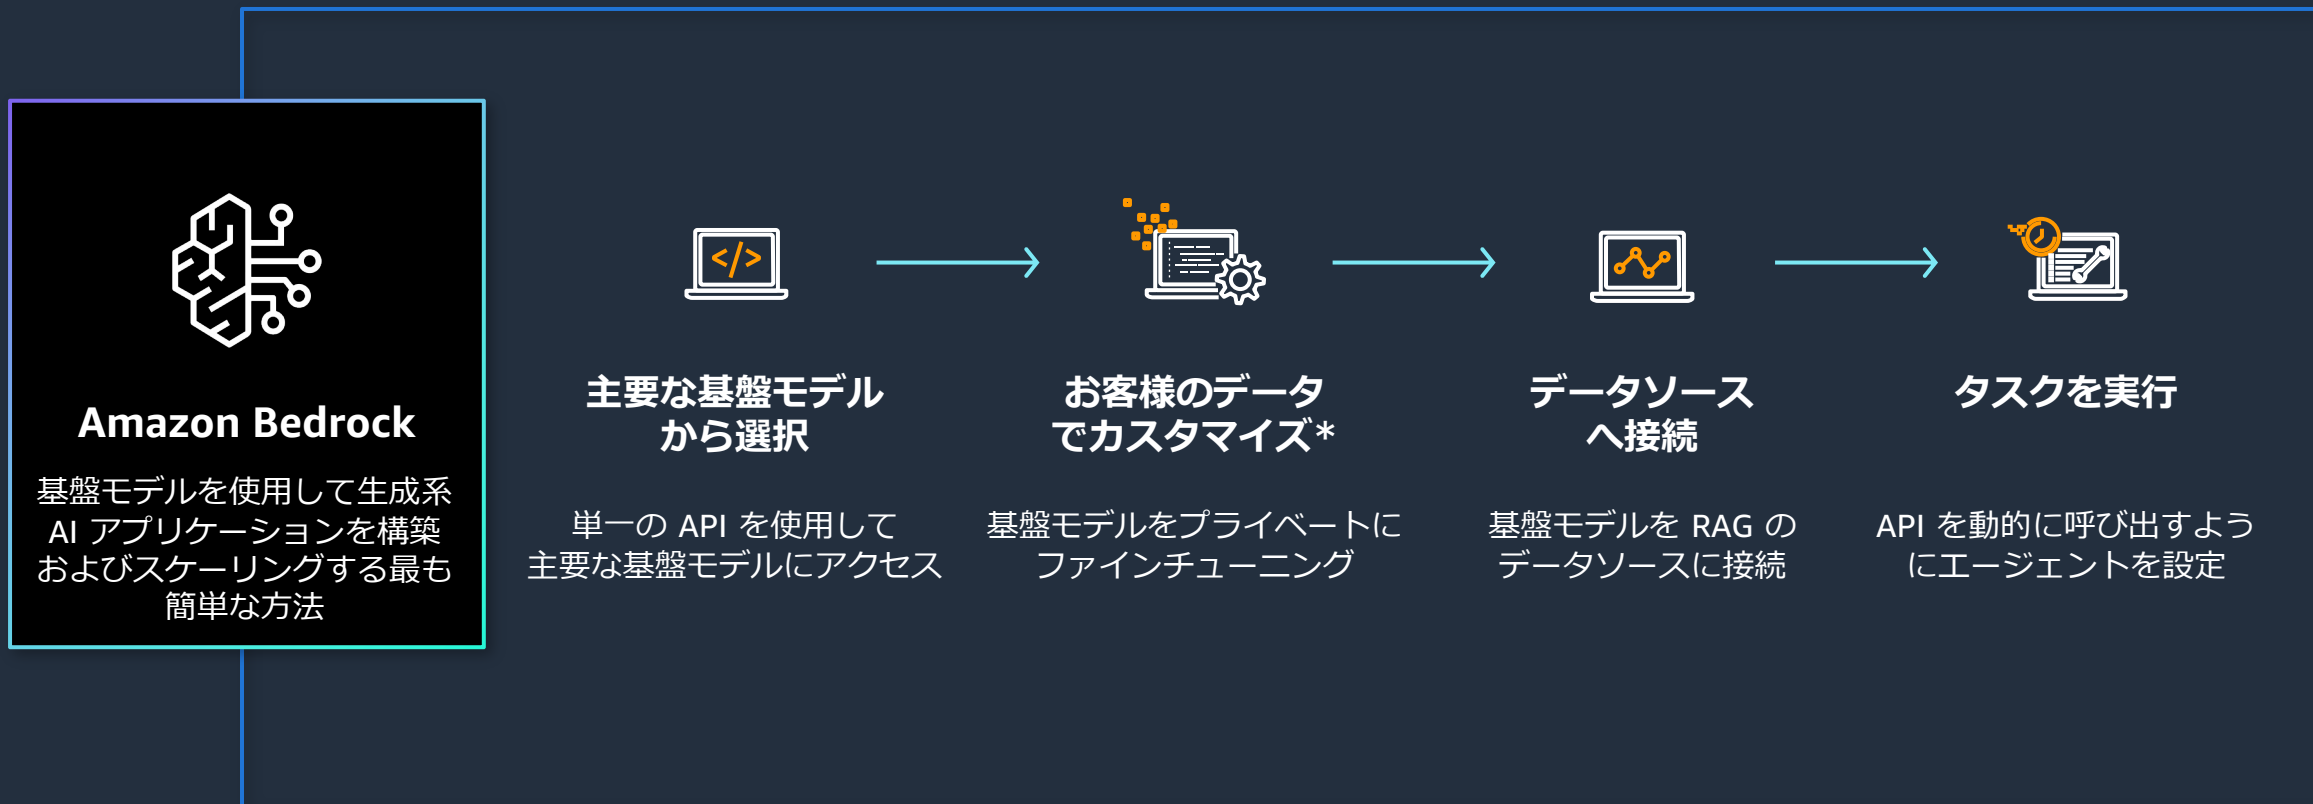 Amazon Bedrock
基盤モデルを使用して生成系
AI アプリケーションを構築
およびスケーリングする最も
簡単な方法
</>
主要な基盤モデル
から選択
単一の API を使用して
主要な基盤モデルにアクセス
お客様のデータ
でカスタマイズ*
基盤モデルをプライベートに
ファインチューニング
データソース
へ接続
基盤モデルを RAG の
データソースに接続
タスクを実行
API を動的に呼び出すよう
にエージェントを設定